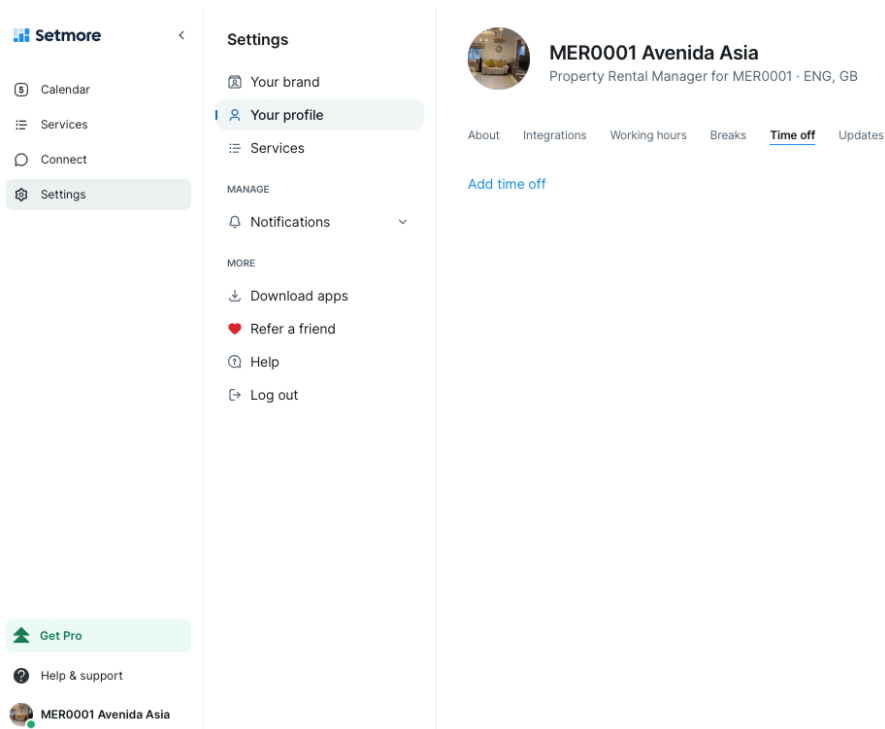 Setmore
5
Calendar
Services
Connect
Settings
Get Pro
Help & support
MER0001 Avenida Asia
Settings
Your brand
Your profile
Services
MANAGE
Notifications
MORE
Download apps
Refer a friend
Help
Log out
MER0001 Avenida Asia
Property Rental Manager for MER0001 · ENG, GB
About Integrations Working hours Breaks Time off Updates
Add time off